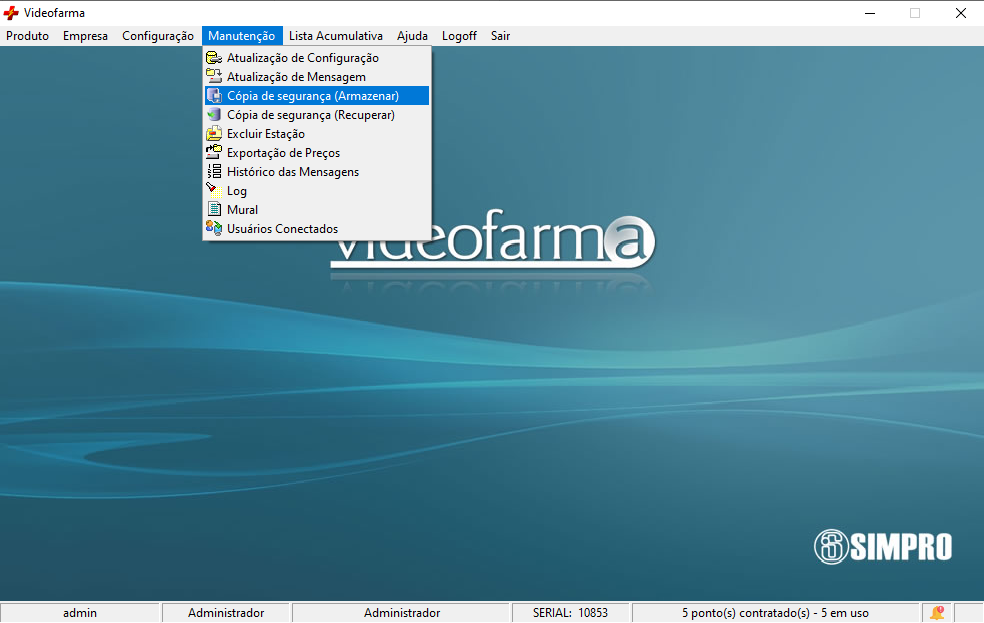 Videofarma
Produto Empresa Configuração Manutenção Lista Acumulativa Ajuda Logoff Sair
Atualização de Configuração
Atualização de Mensagem
Cópia de segurança (Armazenar)
Cópia de segurança (Recuperar)
Excluir Estação
Exportação de Preços
Histórico das Mensagens
Log
Mural
Usuários Conectados
videofarma
SIMPRO
admin Administrador Administrador SERIAL: 10853 5 ponto(s) contratado(s) - 5 em uso